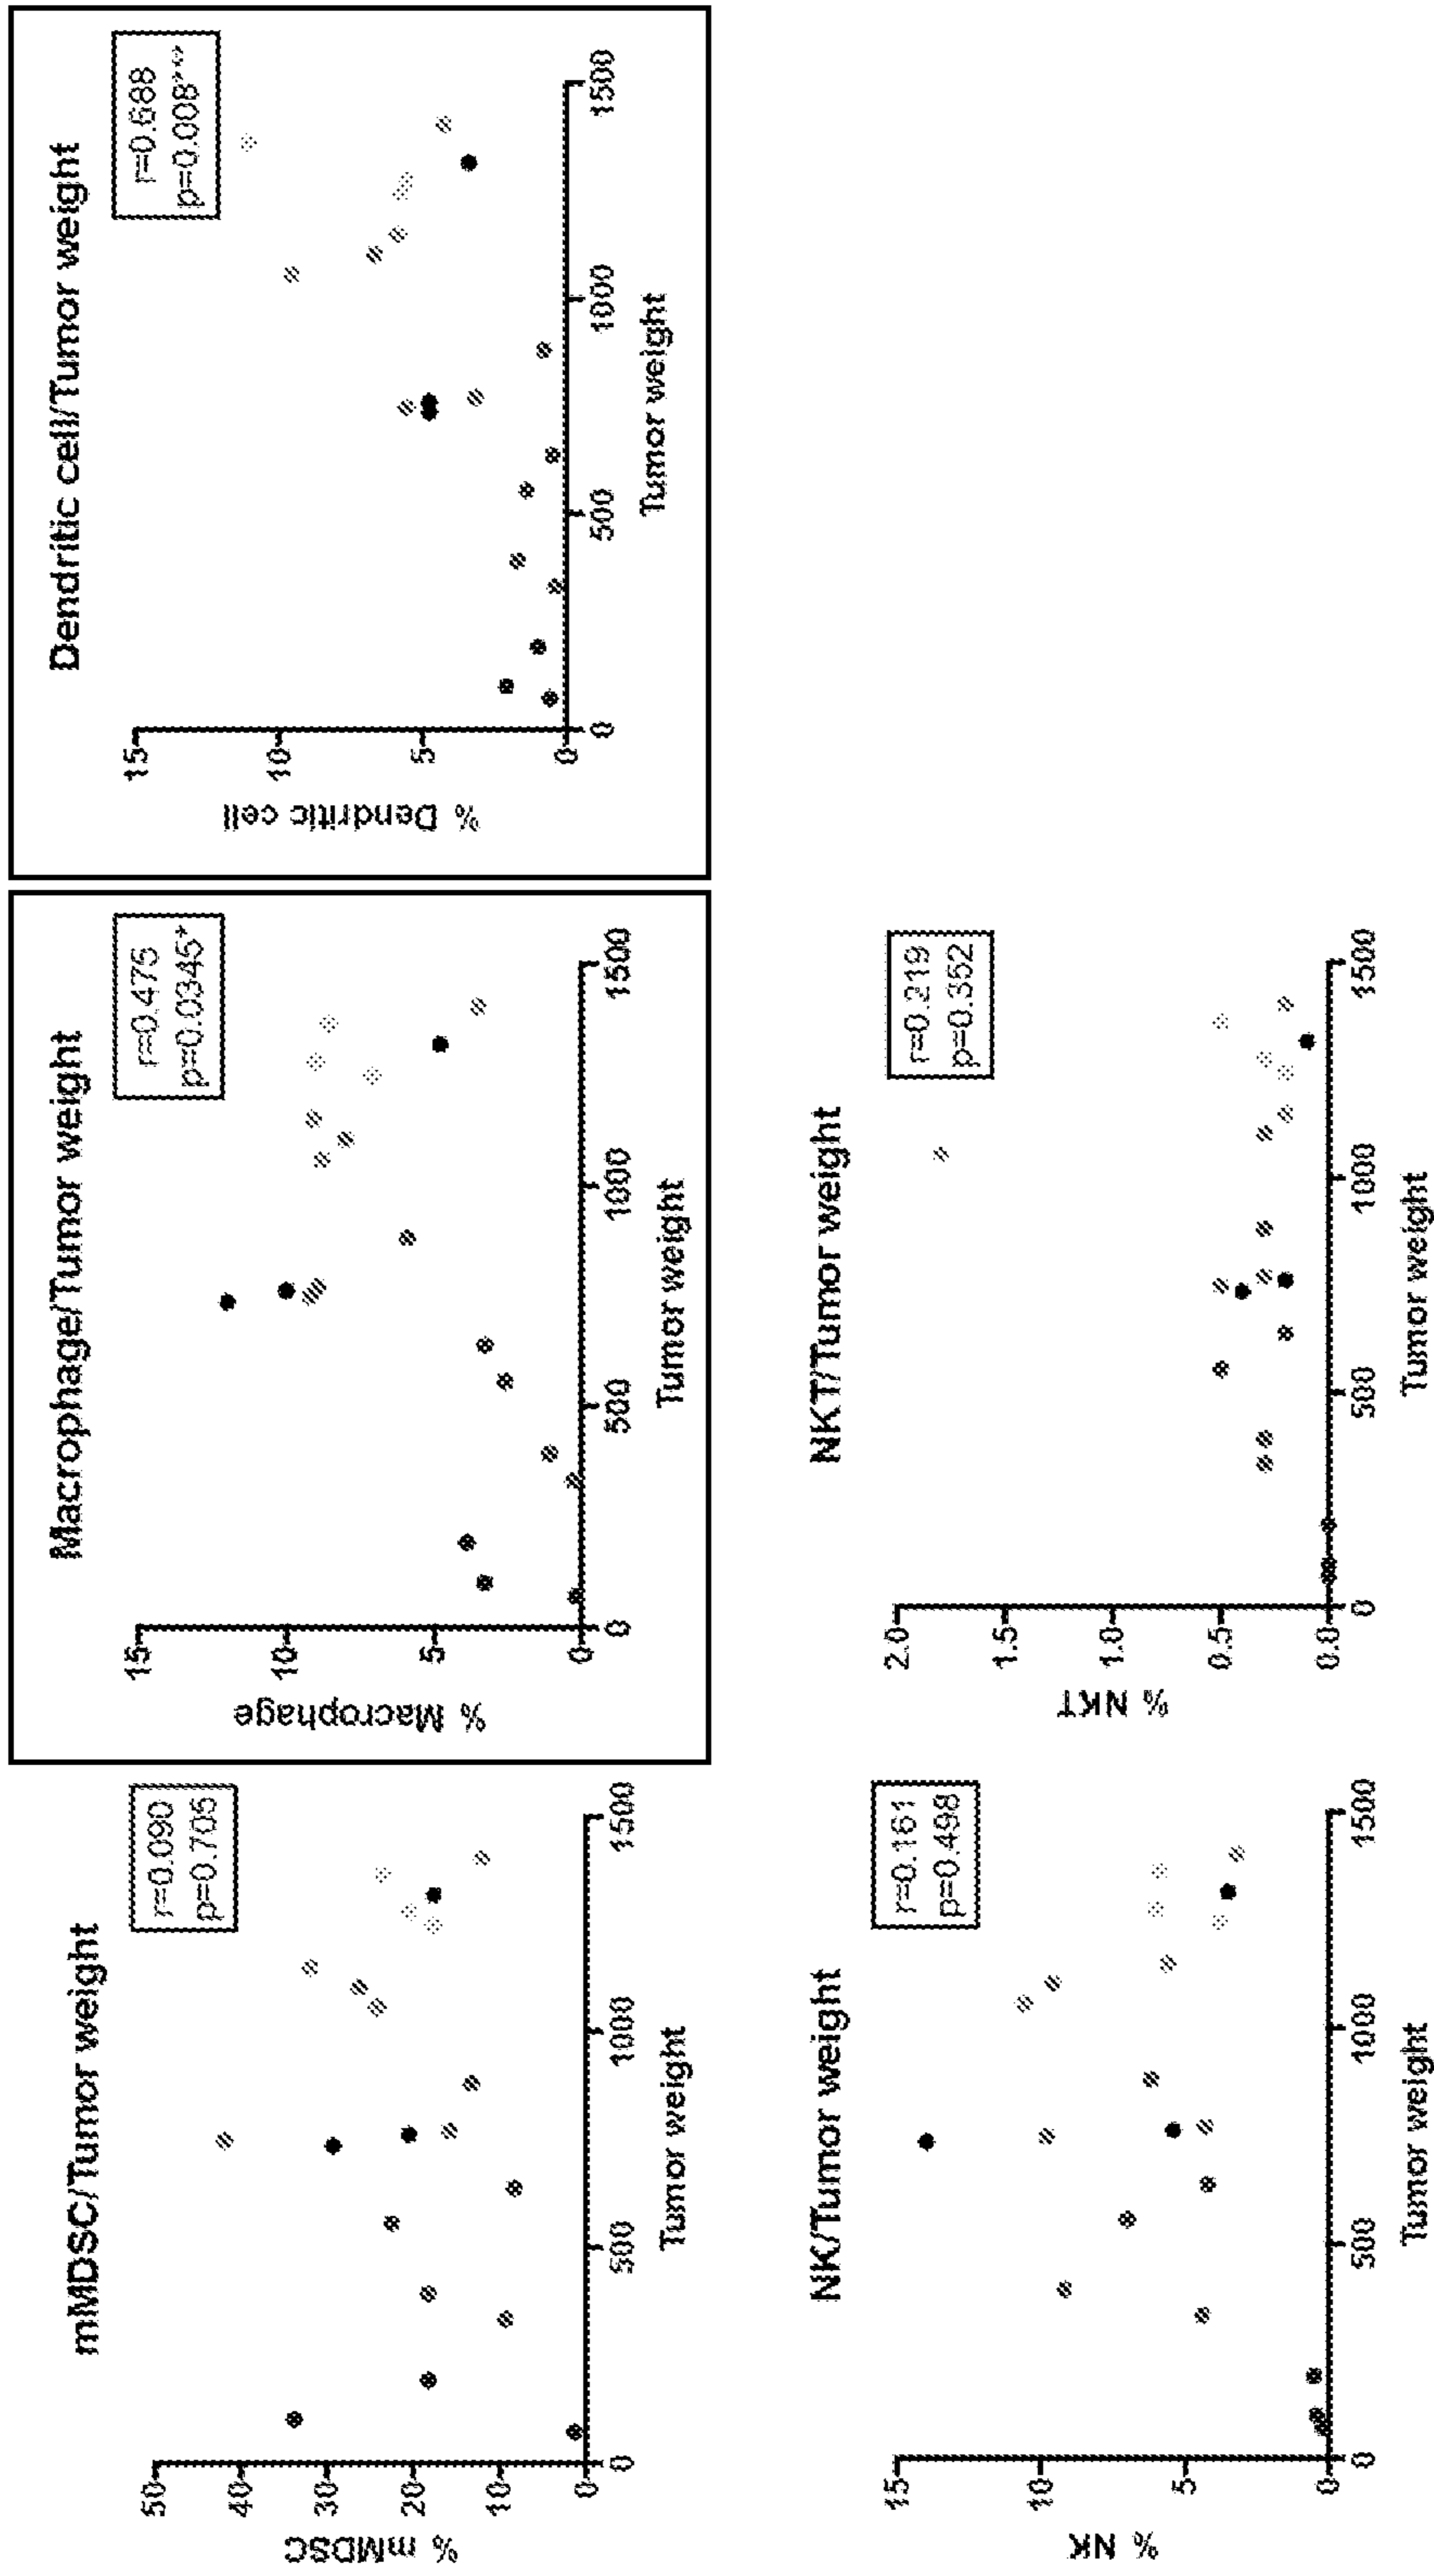 mMDSC/Tumor weight
r=0.090
p=0.705
% mMDSC
50
40
30
20
10
0
0
500
1000
1500
Tumor weight
Macrophage/Tumor weight
r=0.475
p=0.0345*
% Macrophage
15
10
5
0
0
500
1000
1500
Tumor weight
Dendritic cell/Tumor weight
r=0.688
p=0.008***
% Dendritic cell
15
10
5
0
0
500
1000
1500
Tumor weight
NK/Tumor weight
r=0.161
p=0.498
% NK
15
10
5
0
0
500
1000
1500
Tumor weight
NKT/Tumor weight
r=0.219
p=0.352
% NKT
2.0
1.5
1.0
0.5
0.0
0
500
1000
1500
Tumor weight